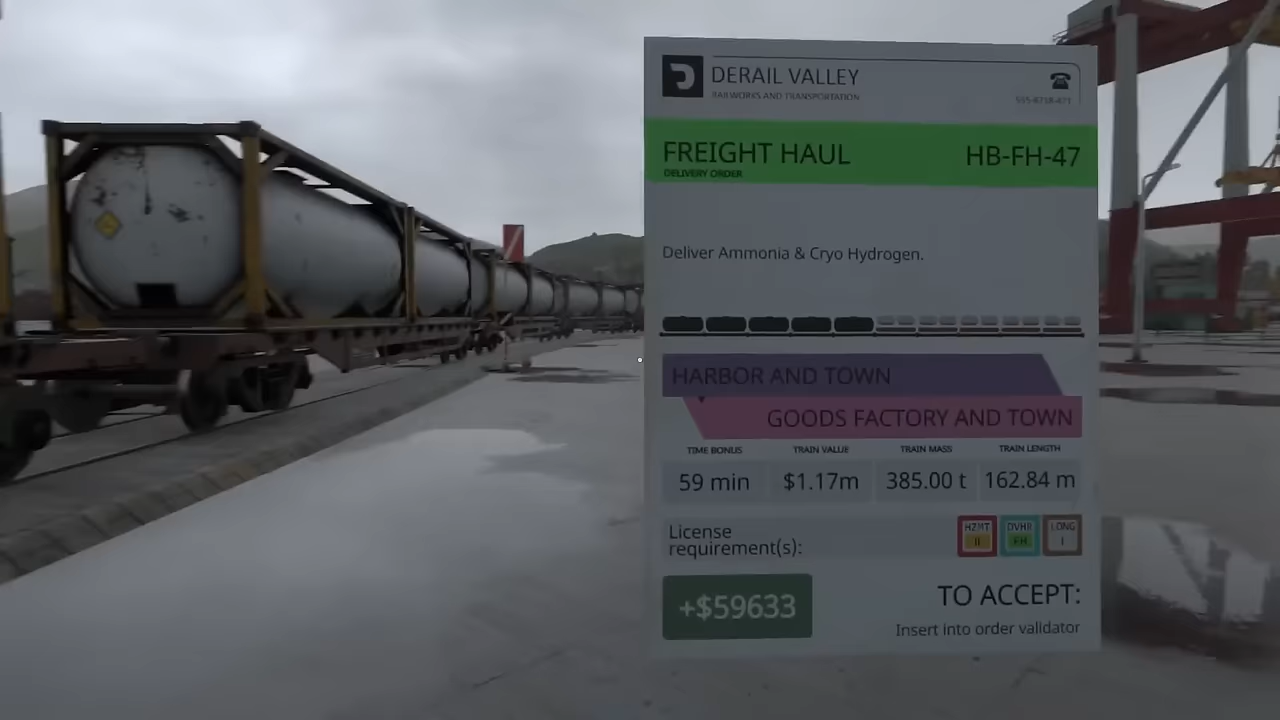 DERAIL VALLEY
RAILWORKS AND TRANSPORTATION
FREIGHT HAUL
HB-FH-47
DELIVERY ORDER
Deliver Ammonia & Cryo Hydrogen.
HARBOR AND TOWN
GOODS FACTORY AND TOWN
TIME BONUS TRAIN VALUE TRAIN MASS TRAIN LENGTH
59 min $1.17m 385.00 t 162.84 m
License
requirement(s):
HZMT DVHR LONG
II FH I
+$59633
TO ACCEPT:
Insert into order validator